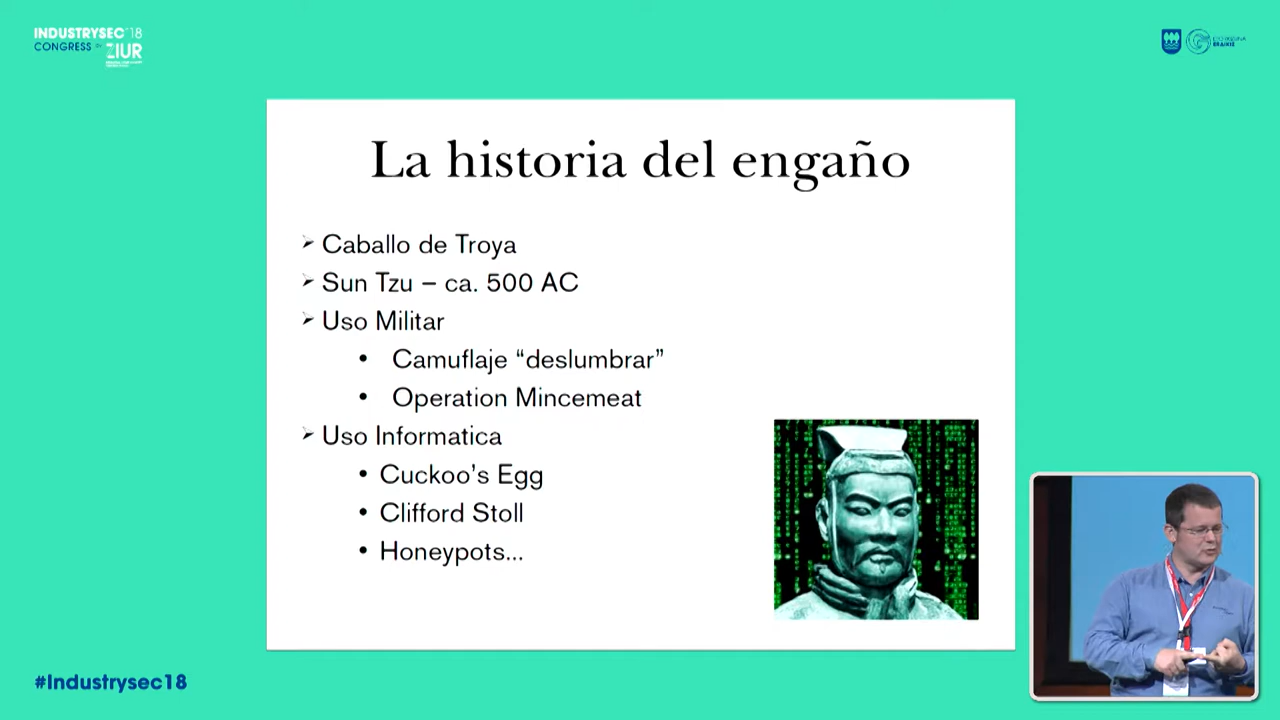 INDUSTRYSEC'18
CONGRESS BY ZIUR
La historia del engaño
➢ Caballo de Troya
➢ Sun Tzu – ca. 500 AC
➢ Uso Militar
• Camuflaje “deslumbrar”
• Operation Mincemeat
➢ Uso Informatica
• Cuckoo’s Egg
• Clifford Stoll
• Honeypots...
#Industrysec18